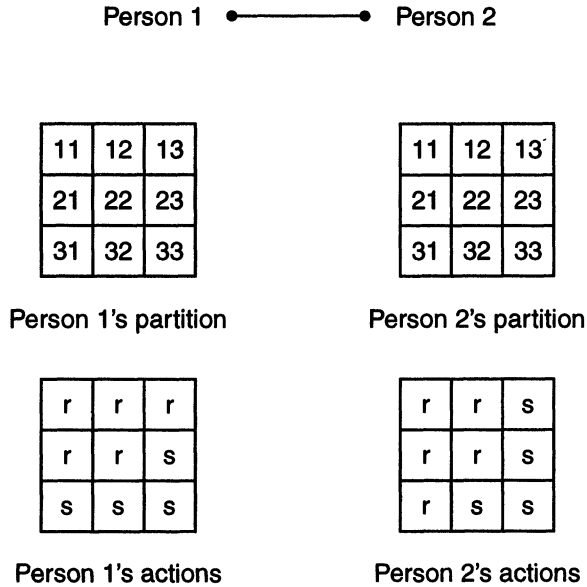 Person 1 Person 2
11 12 13 11 12 13
21 22 23 21 22 23
31 32 33 31 32 33
Person 1's partition Person 2's partition
r r r r r s
r r s r r s
s s s r s s
Person 1's actions Person 2's actions